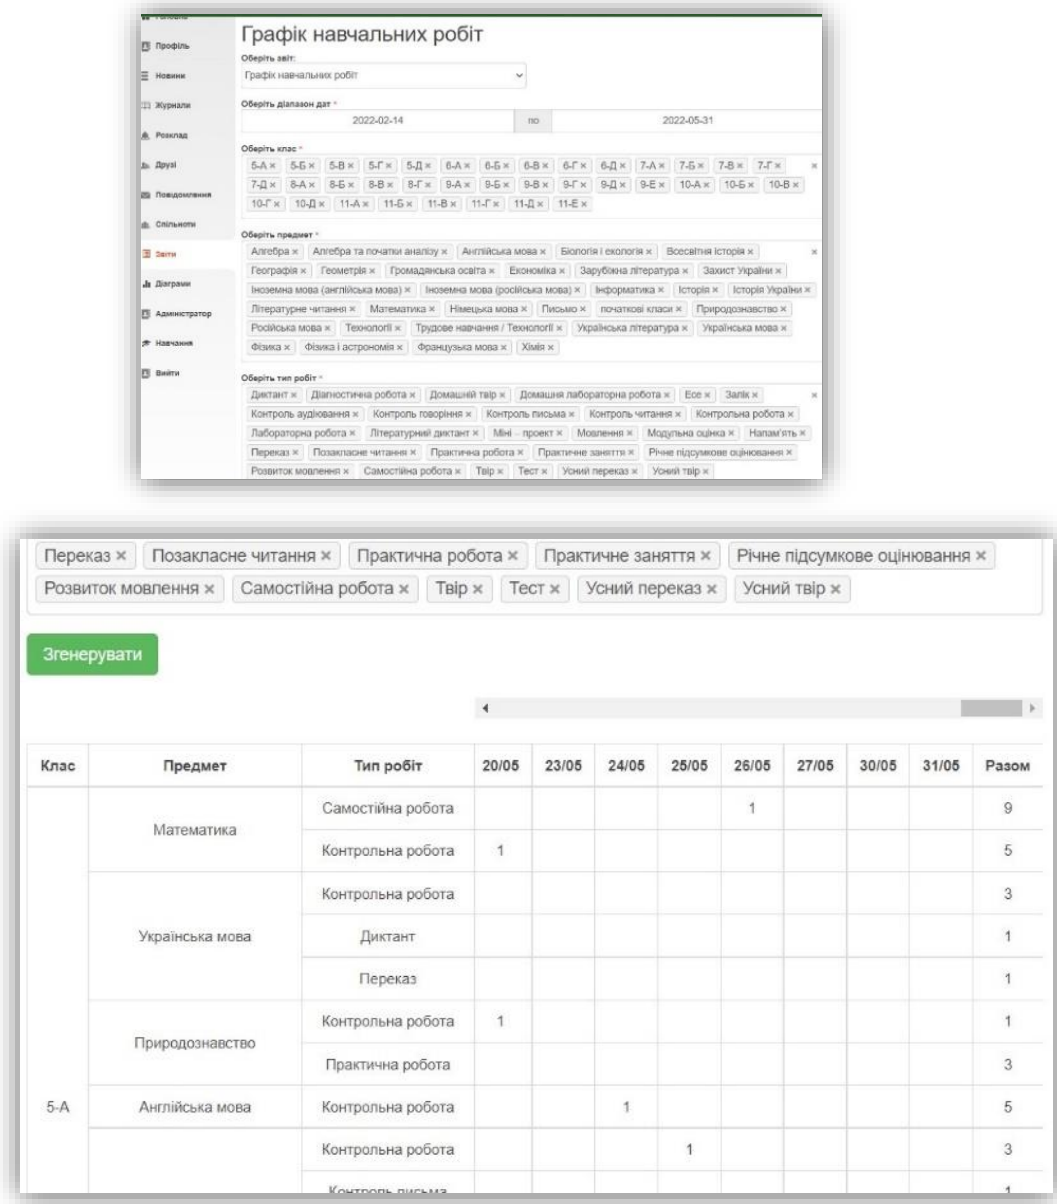 Головна
Графік навчальних робіт
Профіль
Оберіть звіт:
Новини
Графік навчальних робіт
Журнали
Оберіть діапазон дат *
2022-02-14 по 2022-05-31
Розклад
Оберіть клас *
Друзі
5-А × 5-Б × 5-В × 5-Г × 5-Д × 6-А × 6-Б × 6-В × 6-Г × 6-Д × 7-А × 7-Б × 7-В × 7-Г × ×
7-Д × 8-А × 8-Б × 8-В × 8-Г × 9-А × 9-Б × 9-В × 9-Г × 9-Д × 9-Е × 10-А × 10-Б × 10-В ×
Повідомлення
10-Г × 10-Д × 11-А × 11-Б × 11-В × 11-Г × 11-Д × 11-Е ×
Спільноти
Оберіть предмет *
Звіти
Алгебра × Алгебра та початки аналізу × Англійська мова × Біологія і екологія × Всесвітня історія × ×
Географія × Геометрія × Громадянська освіта × Економіка × Зарубіжна література × Захист України ×
Діаграми
Іноземна мова (англійська мова) × Іноземна мова (російська мова) × Інформатика × Історія × Історія України ×
Літературне читання × Математика × Німецька мова × Письмо × початкові класи × Природознавство ×
Адміністратор
Російська мова × Технології × Трудове навчання / Технології × Українська література × Українська мова ×
Навчання
Фізика × Фізика і астрономія × Французька мова × Хімія ×
Вийти
Оберіть тип робіт *
Диктант × Діагностична робота × Домашній твір × Домашня лабораторна робота × Есе × Залік × ×
Контроль аудіювання × Контроль говоріння × Контроль письма × Контроль читання × Контрольна робота ×
Лабораторна робота × Літературний диктант × Міні - проект × Мовлення × Модульна оцінка × Напам'ять ×
Переказ × Позакласне читання × Практична робота × Практичне заняття × Річне підсумкове оцінювання ×
Розвиток мовлення × Самостійна робота × Твір × Тест × Усний переказ × Усний твір ×
Переказ × Позакласне читання × Практична робота × Практичне заняття × Річне підсумкове оцінювання ×
Розвиток мовлення × Самостійна робота × Твір × Тест × Усний переказ × Усний твір ×
Згенерувати
Клас Предмет Тип робіт 20/05 23/05 24/05 25/05 26/05 27/05 30/05 31/05 Разом
Самостійна робота 1 9
Математика
Контрольна робота 1 5
Контрольна робота 3
Українська мова Диктант 1
Переказ 1
Контрольна робота 1 1
Природознавство
Практична робота 3
5-А Англійська мова Контрольна робота 1 5
Контрольна робота 1 3
Контроль письма 1